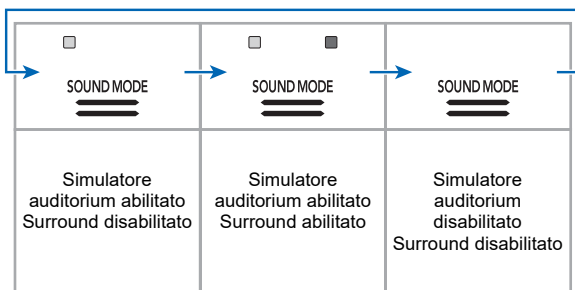 SOUND MODE
SOUND MODE
SOUND MODE
Simulatore
auditorium abilitato
Surround disabilitato
Simulatore
auditorium abilitato
Surround abilitato
Simulatore
auditorium
disabilitato
Surround disabilitato